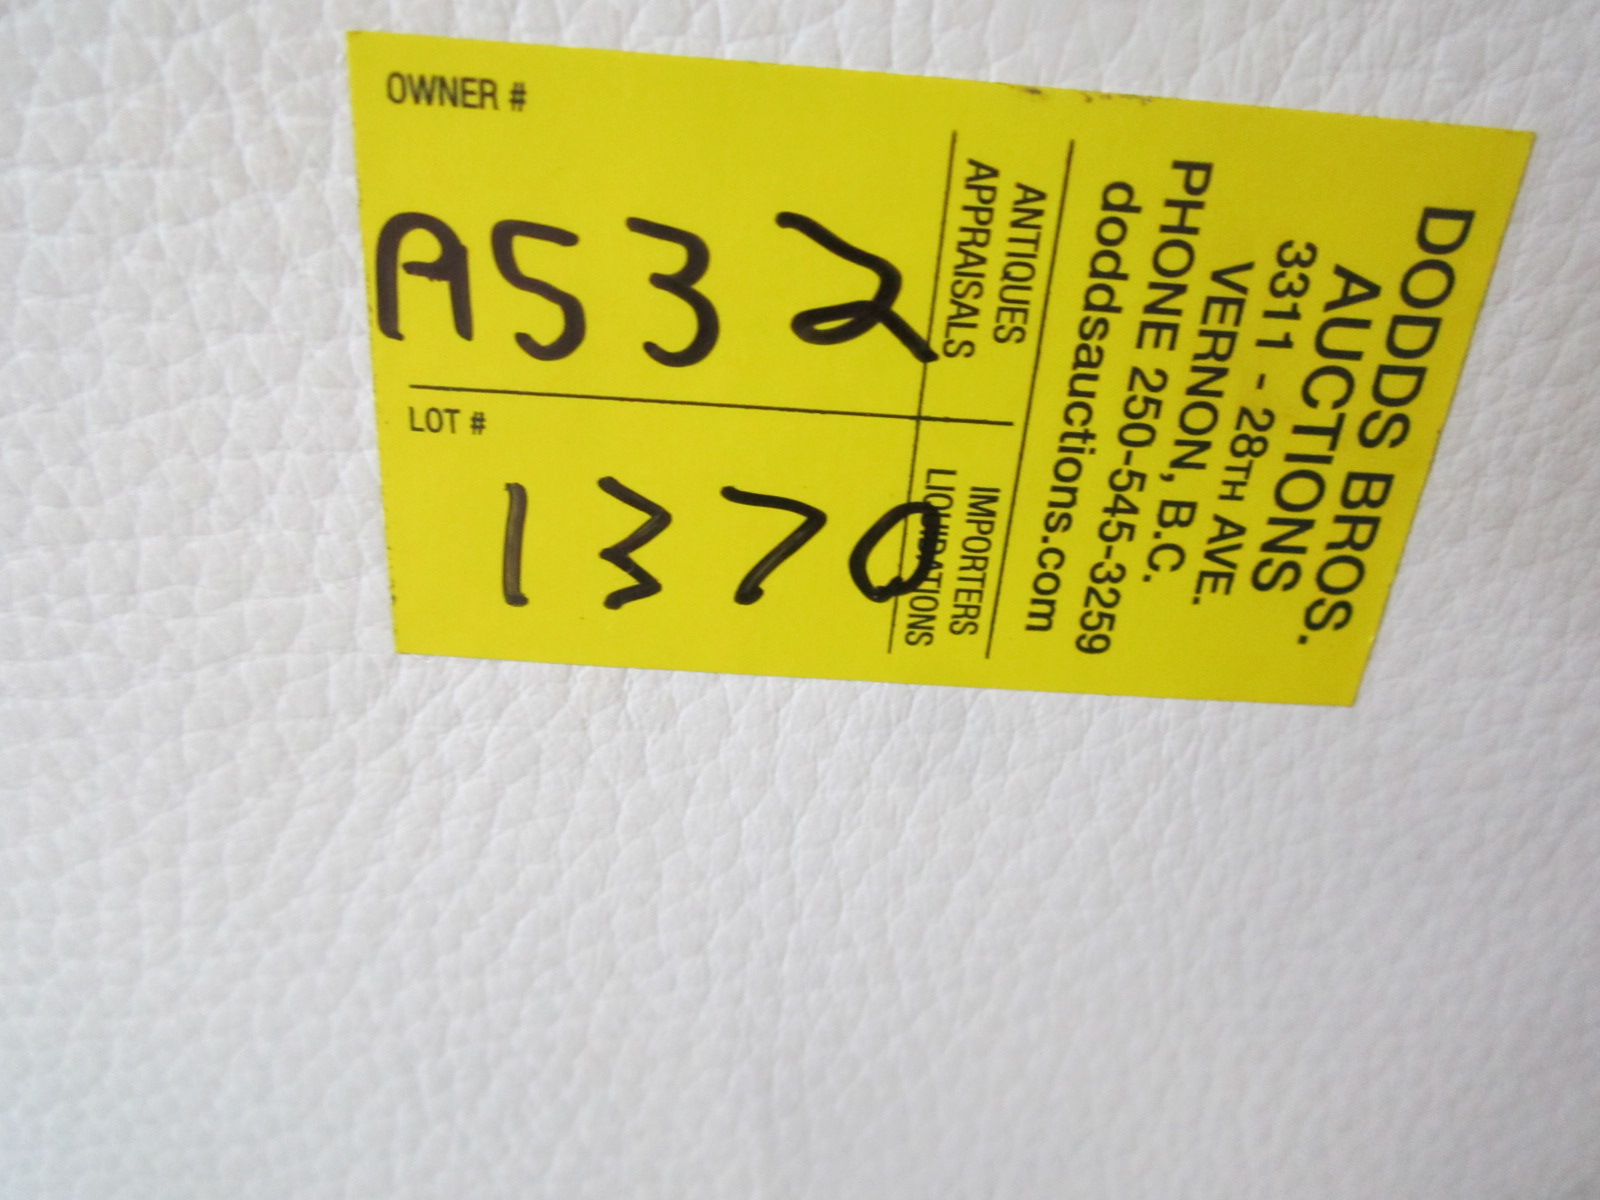 DODDS BROS.
AUCTIONS
3311 - 28TH AVE.
VERNON, B.C.
PHONE 250-545-3259
doddsauctions.com
ANTIQUES
APPRAISALS
IMPORTERS
LIQUIDATIONS
OWNER #
A532
LOT #
1370